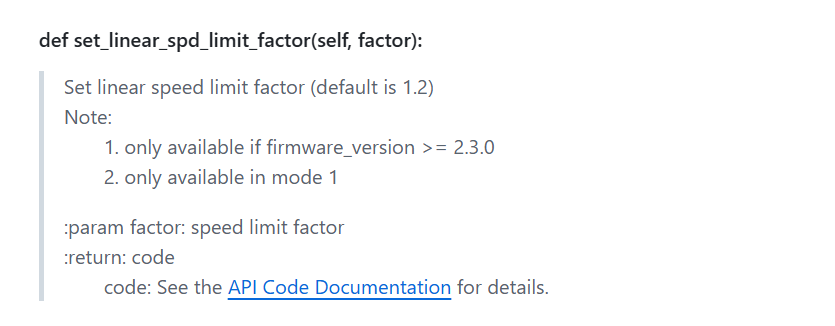 def set_linear_spd_limit_factor(self, factor):
Set linear speed limit factor (default is 1.2)
Note:
1. only available if firmware_version >= 2.3.0
2. only available in mode 1
:param factor: speed limit factor
:return: code
code: See the API Code Documentation for details.